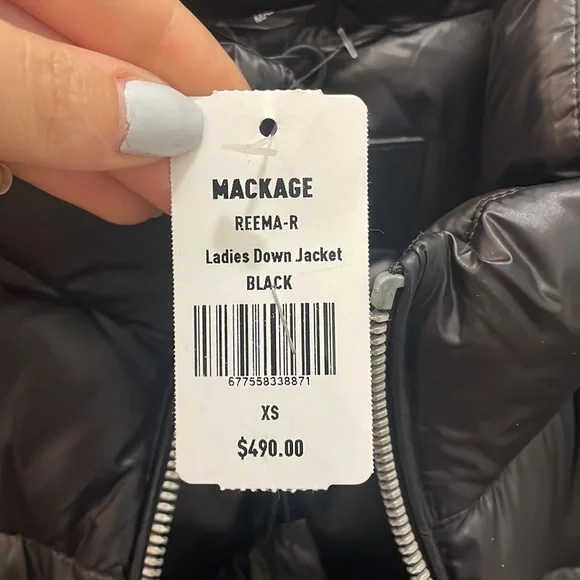 MACKAGE
REEMA-R
Ladies Down Jacket
BLACK
677558338871
XS
$490.00